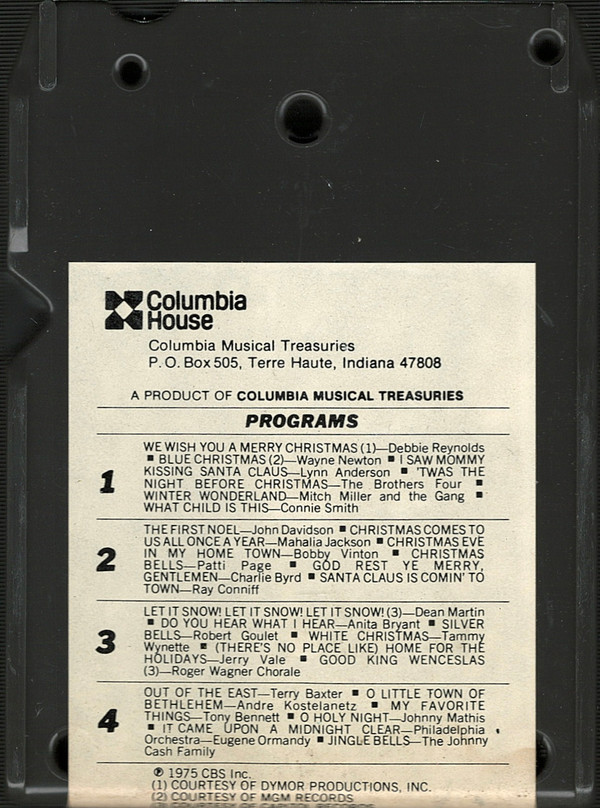 Columbia
House
Columbia Musical Treasuries
P.O. Box 505, Terre Haute, Indiana 47808
A PRODUCT OF COLUMBIA MUSICAL TREASURIES
PROGRAMS
1
WE WISH YOU A MERRY CHRISTMAS (1)—Debbie Reynolds
■ BLUE CHRISTMAS (2)—Wayne Newton ■ I SAW MOMMY
KISSING SANTA CLAUS—Lynn Anderson ■ 'TWAS THE
NIGHT BEFORE CHRISTMAS—The Brothers Four ■
WINTER WONDERLAND—Mitch Miller and the Gang ■
WHAT CHILD IS THIS—Connie Smith
2
THE FIRST NOEL—John Davidson ■ CHRISTMAS COMES TO
US ALL ONCE A YEAR—Mahalia Jackson ■ CHRISTMAS EVE
IN MY HOME TOWN—Bobby Vinton ■ CHRISTMAS
BELLS—Patti Page ■ GOD REST YE MERRY,
GENTLEMEN—Charlie Byrd ■ SANTA CLAUS IS COMIN' TO
TOWN—Ray Conniff
3
LET IT SNOW! LET IT SNOW! LET IT SNOW! (3)—Dean Martin
■ DO YOU HEAR WHAT I HEAR—Anita Bryant ■ SILVER
BELLS—Robert Goulet ■ WHITE CHRISTMAS—Tammy
Wynette ■ (THERE'S NO PLACE LIKE) HOME FOR THE
HOLIDAYS—Jerry Vale ■ GOOD KING WENCESLAS
(3)—Roger Wagner Chorale
4
OUT OF THE EAST—Terry Baxter ■ O LITTLE TOWN OF
BETHLEHEM—Andre Kostelanetz ■ MY FAVORITE
THINGS—Tony Bennett ■ O HOLY NIGHT—Johnny Mathis
■ IT CAME UPON A MIDNIGHT CLEAR—Philadelphia
Orchestra—Eugene Ormandy ■ JINGLE BELLS—The Johnny
Cash Family
℗ 1975 CBS Inc.
(1) COURTESY OF DYMOR PRODUCTIONS, INC.
(2) COURTESY OF MGM RECORDS